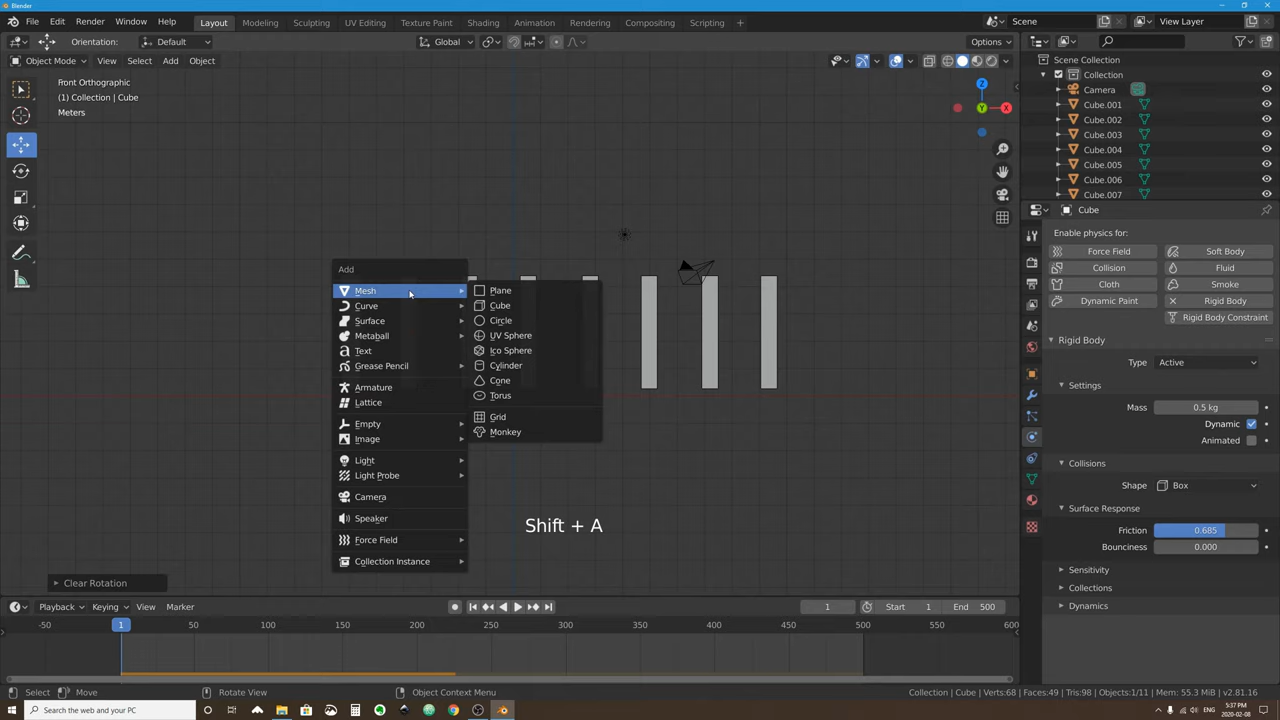 Blender
File Edit Render Window Help
Layout Modeling Sculpting UV Editing Texture Paint Shading Animation Rendering Compositing Scripting +
Scene
View Layer
Orientation: Default
Global
Options
Object Mode View Select Add Object
Front Orthographic
(1) Collection | Cube
Meters
Z
Y
X
Add
Mesh
Curve
Surface
Metaball
Text
Grease Pencil
Armature
Lattice
Empty
Image
Light
Light Probe
Camera
Speaker
Force Field
Collection Instance
Plane
Cube
Circle
UV Sphere
Ico Sphere
Cylinder
Cone
Torus
Grid
Monkey
Shift + A
Clear Rotation
Scene Collection
Collection
Camera
Cube.001
Cube.002
Cube.003
Cube.004
Cube.005
Cube.006
Cube.007
Cube
Enable physics for:
Force Field Soft Body
Collision Fluid
Cloth Smoke
Dynamic Paint Rigid Body
Rigid Body Constraint
Rigid Body
Type Active
Settings
Mass 0.5 kg
Dynamic
Animated
Collisions
Shape Box
Surface Response
Friction 0.685
Bounciness 0.000
Sensitivity
Collections
Dynamics
Playback Keying View Marker
1 Start 1 End 500
-50 1 50 100 150 200 250 300 350 400 450 500 550 600
Select Move Rotate View Object Context Menu
Collection | Cube | Verts:68 | Faces:49 | Tris:98 | Objects:1/11 | Mem: 55.3 MiB | v2.81.16
Search the web and your PC
ENG
5:37 PM
2020-02-08